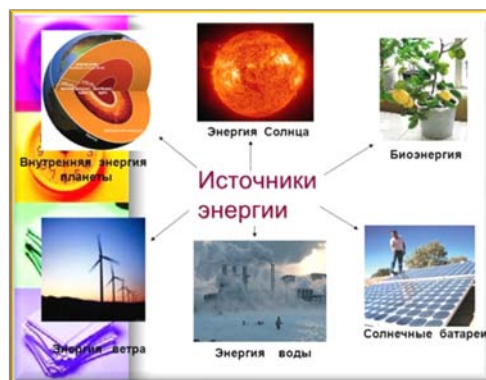 Энергия Солнца
Биоэнергия
Внутренняя энергия
планеты
Источники
энергии
Энергия ветра
Энергия воды
Солнечные батареи